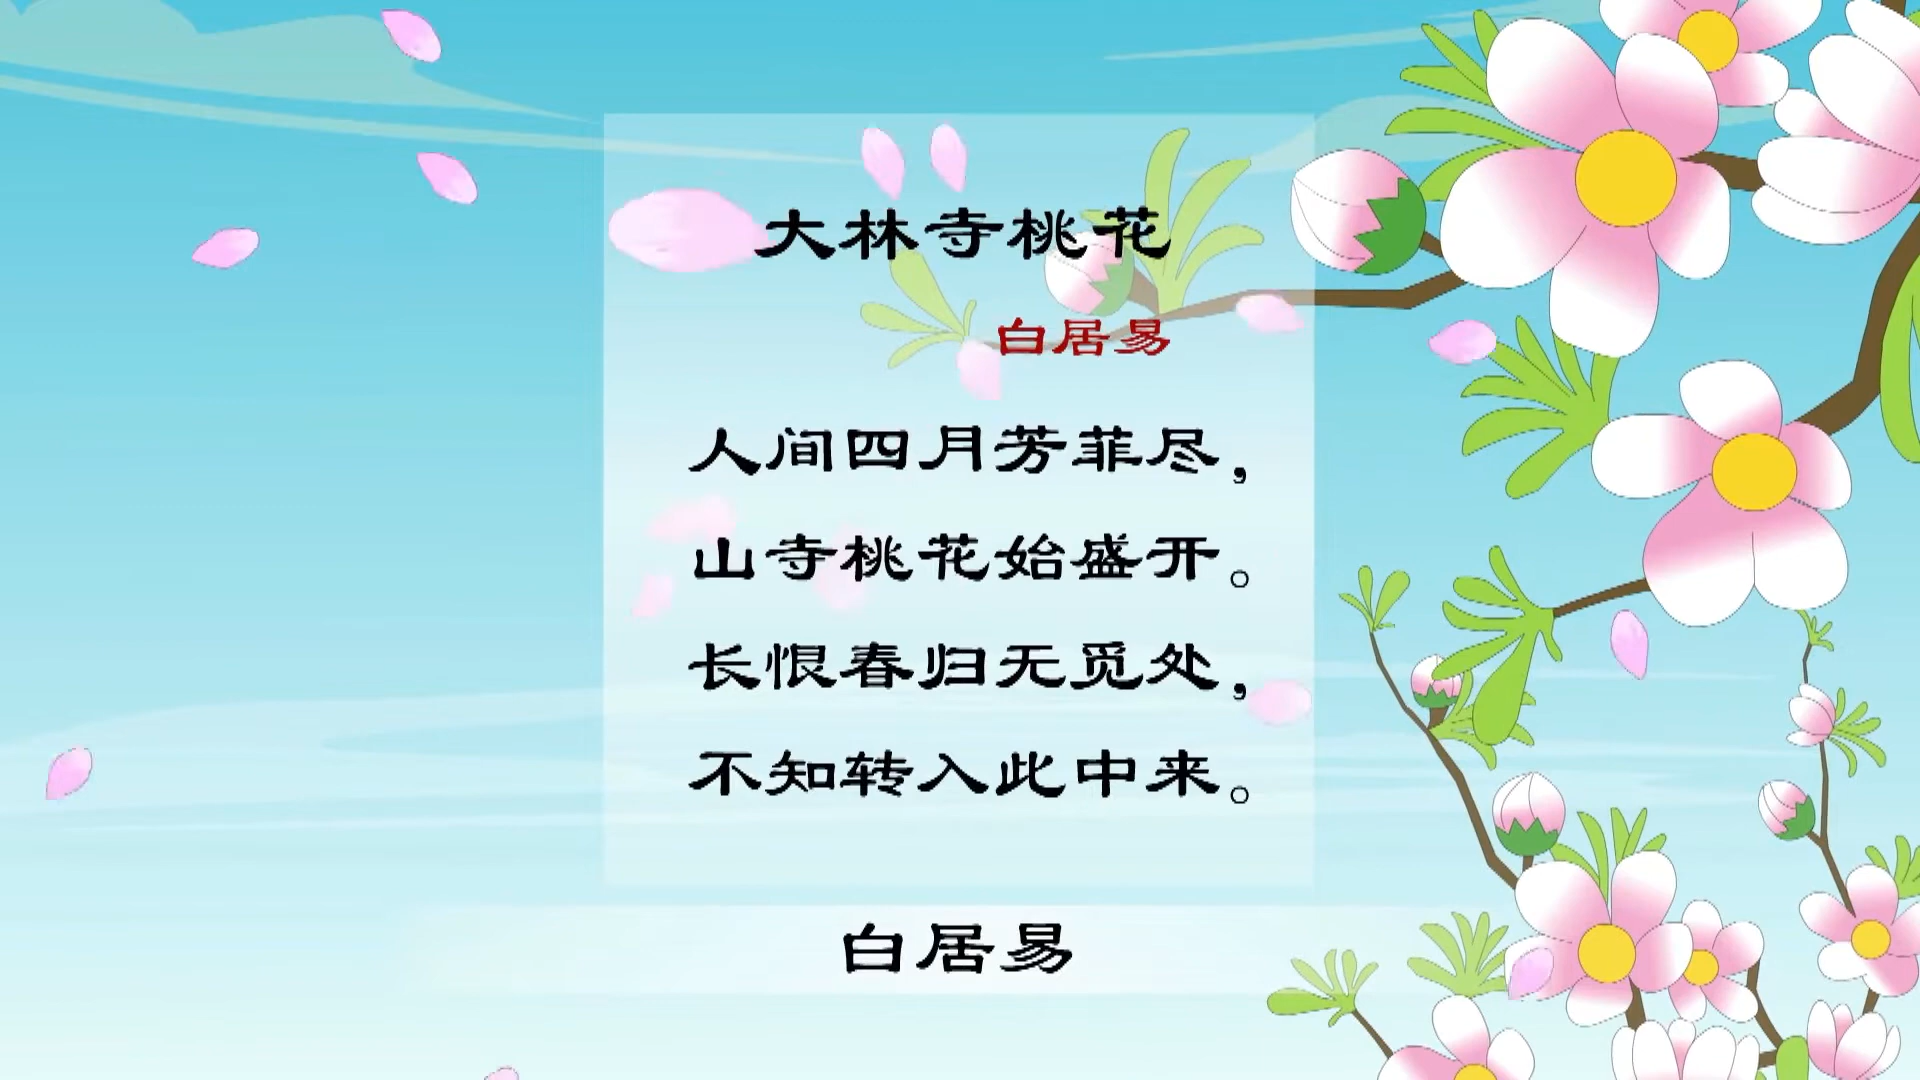 大林寺桃花
白居易
人间四月芳菲尽，
山寺桃花始盛开。
长恨春归无觅处，
不知转入此中来。
白居易